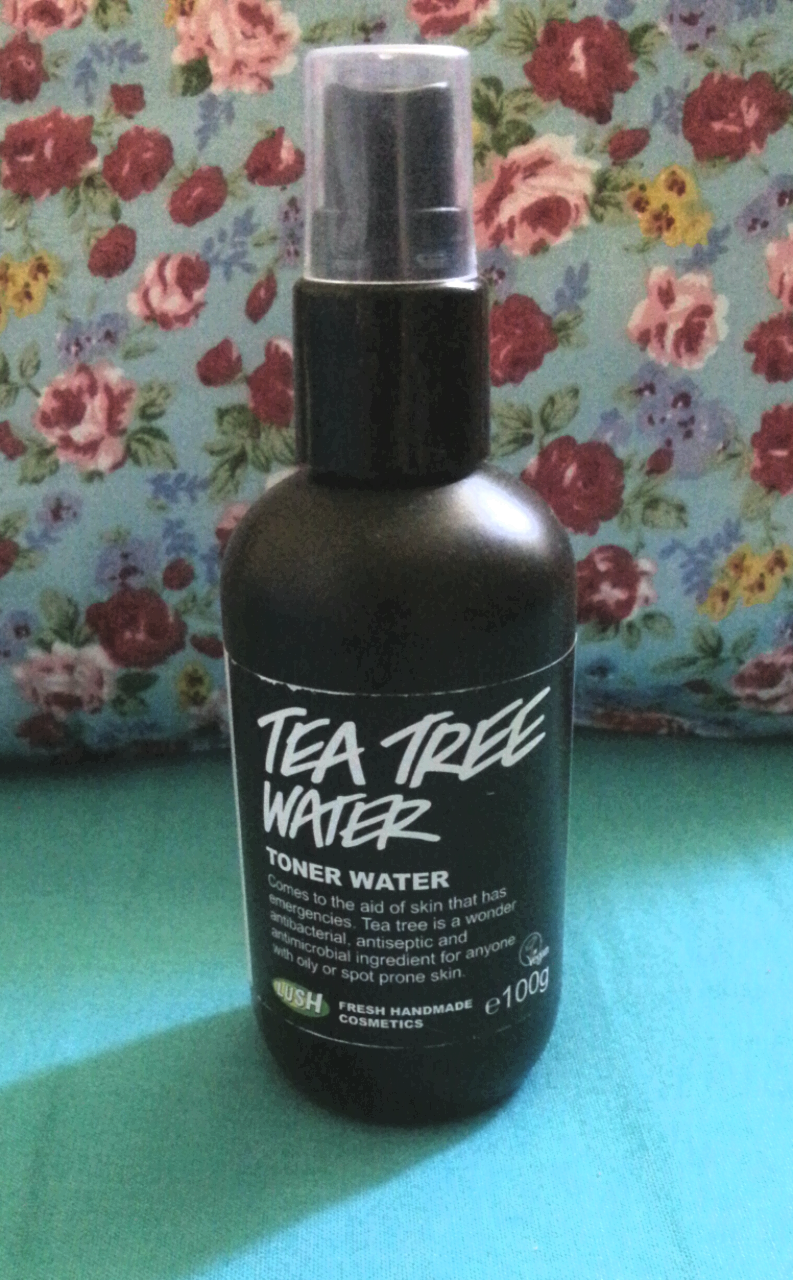 TEA TREE
WATER
TONER WATER
Comes to the aid of skin that has
emergencies. Tea tree is a wonder
antibacterial, antiseptic and
antimicrobial ingredient for anyone
with oily or spot prone skin.
Vegan
LUSH
FRESH HANDMADE
COSMETICS
℮100g